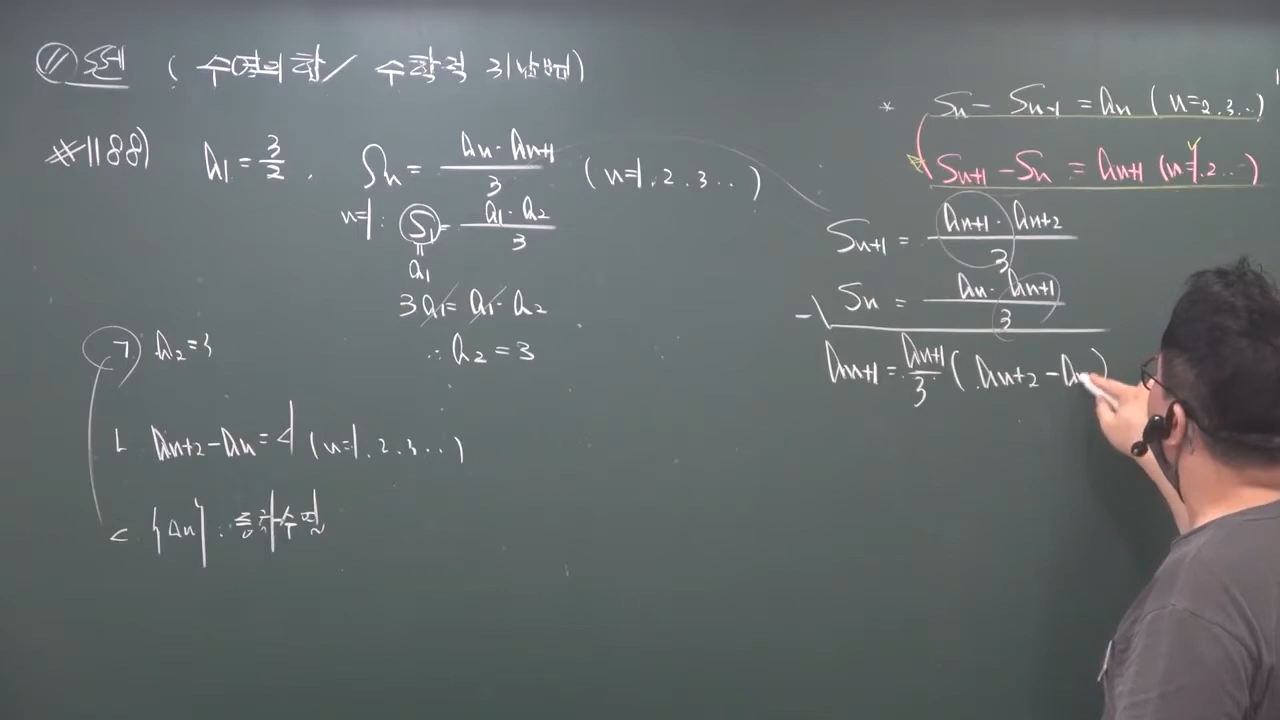 수열의 합 / 수학적 귀납법)
#1188) a₁ = 3/2 , Sₙ = aₙ · aₙ₊₁ / 3 (n=1, 2, 3 ...)
n=1: S₁ = a₁ · a₂ / 3
= a₁
3a₁ = a₁ · a₂
∴ a₂ = 3
ㄱ a₂ = 3
ㄴ aₙ₊₂ - aₙ = 4 (n=1, 2, 3 ...)
ㄷ {aₙ} : 등차수열
* Sₙ - Sₙ₋₁ = aₙ (n=2, 3 ...)
Sₙ₊₁ - Sₙ = aₙ₊₁ (n=1, 2 ...)
Sₙ₊₁ = aₙ₊₁ · aₙ₊₂ / 3
-) Sₙ = aₙ · aₙ₊₁ / 3
aₙ₊₁ = aₙ₊₁ / 3 ( aₙ₊₂ - aₙ )